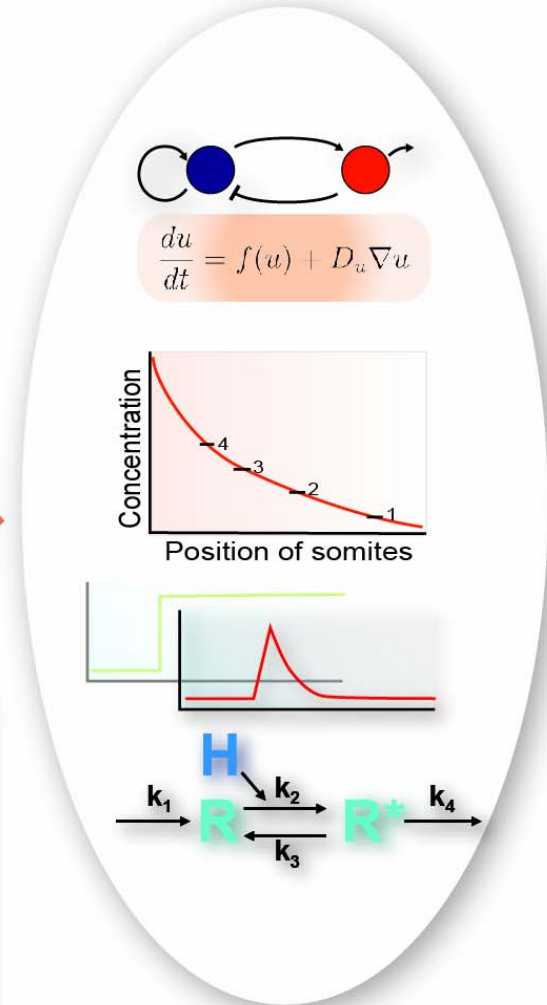 du/dt = f(u) + D_u∇u
Concentration
4
3
2
1
Position of somites
H
k₁ R k₂ R* k₄
k₃